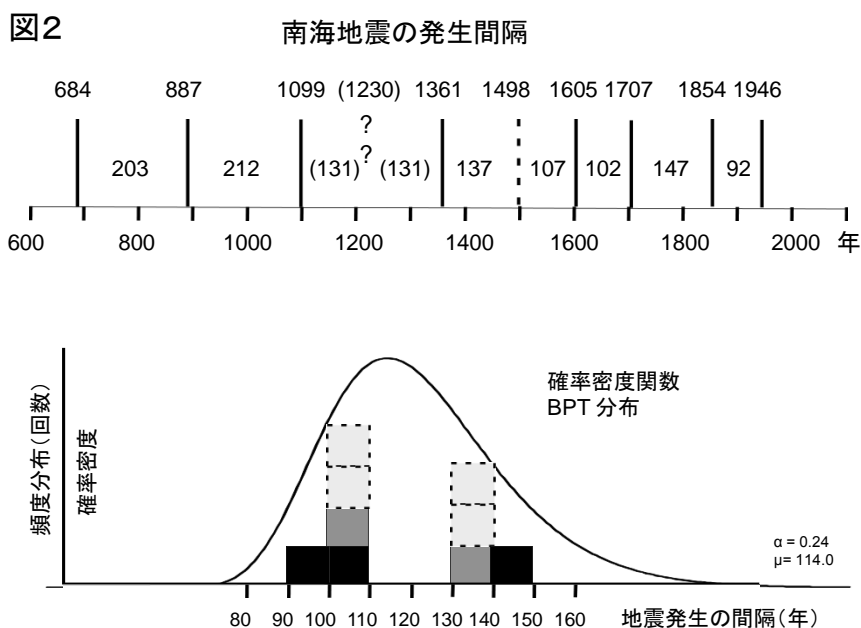 図2
南海地震の発生間隔
684 887 1099 (1230) 1361 1498 1605 1707 1854 1946
?
?
203 212 (131) (131) 137 107 102 147 92
600 800 1000 1200 1400 1600 1800 2000 年
頻度分布(回数)
確率密度
確率密度関数
BPT 分布
α = 0.24
μ= 114.0
80 90 100 110 120 130 140 150 160 地震発生の間隔(年)